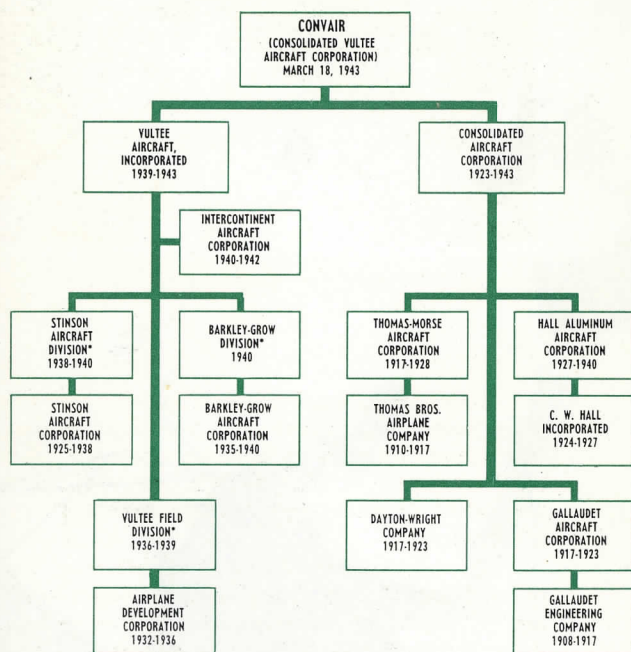 CONVAIR
(CONSOLIDATED VULTEE
AIRCRAFT CORPORATION)
MARCH 18, 1943
VULTEE
AIRCRAFT,
INCORPORATED
1939-1943
CONSOLIDATED
AIRCRAFT
CORPORATION
1923-1943
INTERCONTINENT
AIRCRAFT
CORPORATION
1940-1942
STINSON
AIRCRAFT
DIVISION*
1938-1940
BARKLEY-GROW
DIVISION*
1940
THOMAS-MORSE
AIRCRAFT
CORPORATION
1917-1928
HALL ALUMINUM
AIRCRAFT
CORPORATION
1927-1940
STINSON
AIRCRAFT
CORPORATION
1925-1938
BARKLEY-GROW
AIRCRAFT
CORPORATION
1935-1940
THOMAS BROS.
AIRPLANE
COMPANY
1910-1917
C. W. HALL
INCORPORATED
1924-1927
VULTEE FIELD
DIVISION*
1936-1939
DAYTON-WRIGHT
COMPANY
1917-1923
GALLAUDET
AIRCRAFT
CORPORATION
1917-1923
AIRPLANE
DEVELOPMENT
CORPORATION
1932-1936
GALLAUDET
ENGINEERING
COMPANY
1908-1917